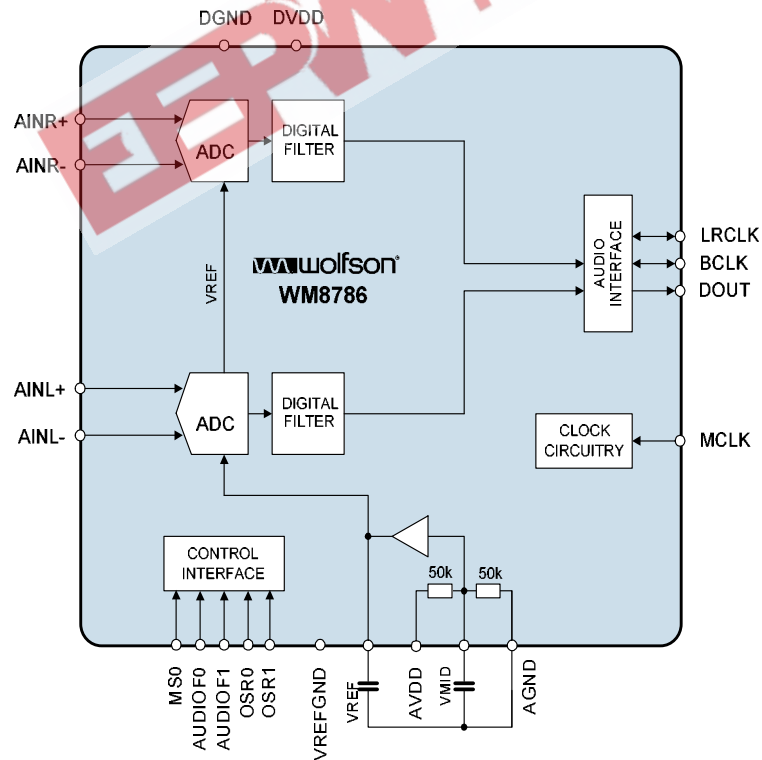 DGND DVDD
EEPW
AINR+
AINR-
ADC
DIGITAL
FILTER
VREF
wolfson
WM8786
AUDIO
INTERFACE
LRCLK
BCLK
DOUT
AINL+
AINL-
ADC
DIGITAL
FILTER
CLOCK
CIRCUITRY
MCLK
CONTROL
INTERFACE
50k 50k
MS0
AUDIOF0
AUDIOF1
OSR0
OSR1
VREFGND
VREF
AVDD
VMID
AGND